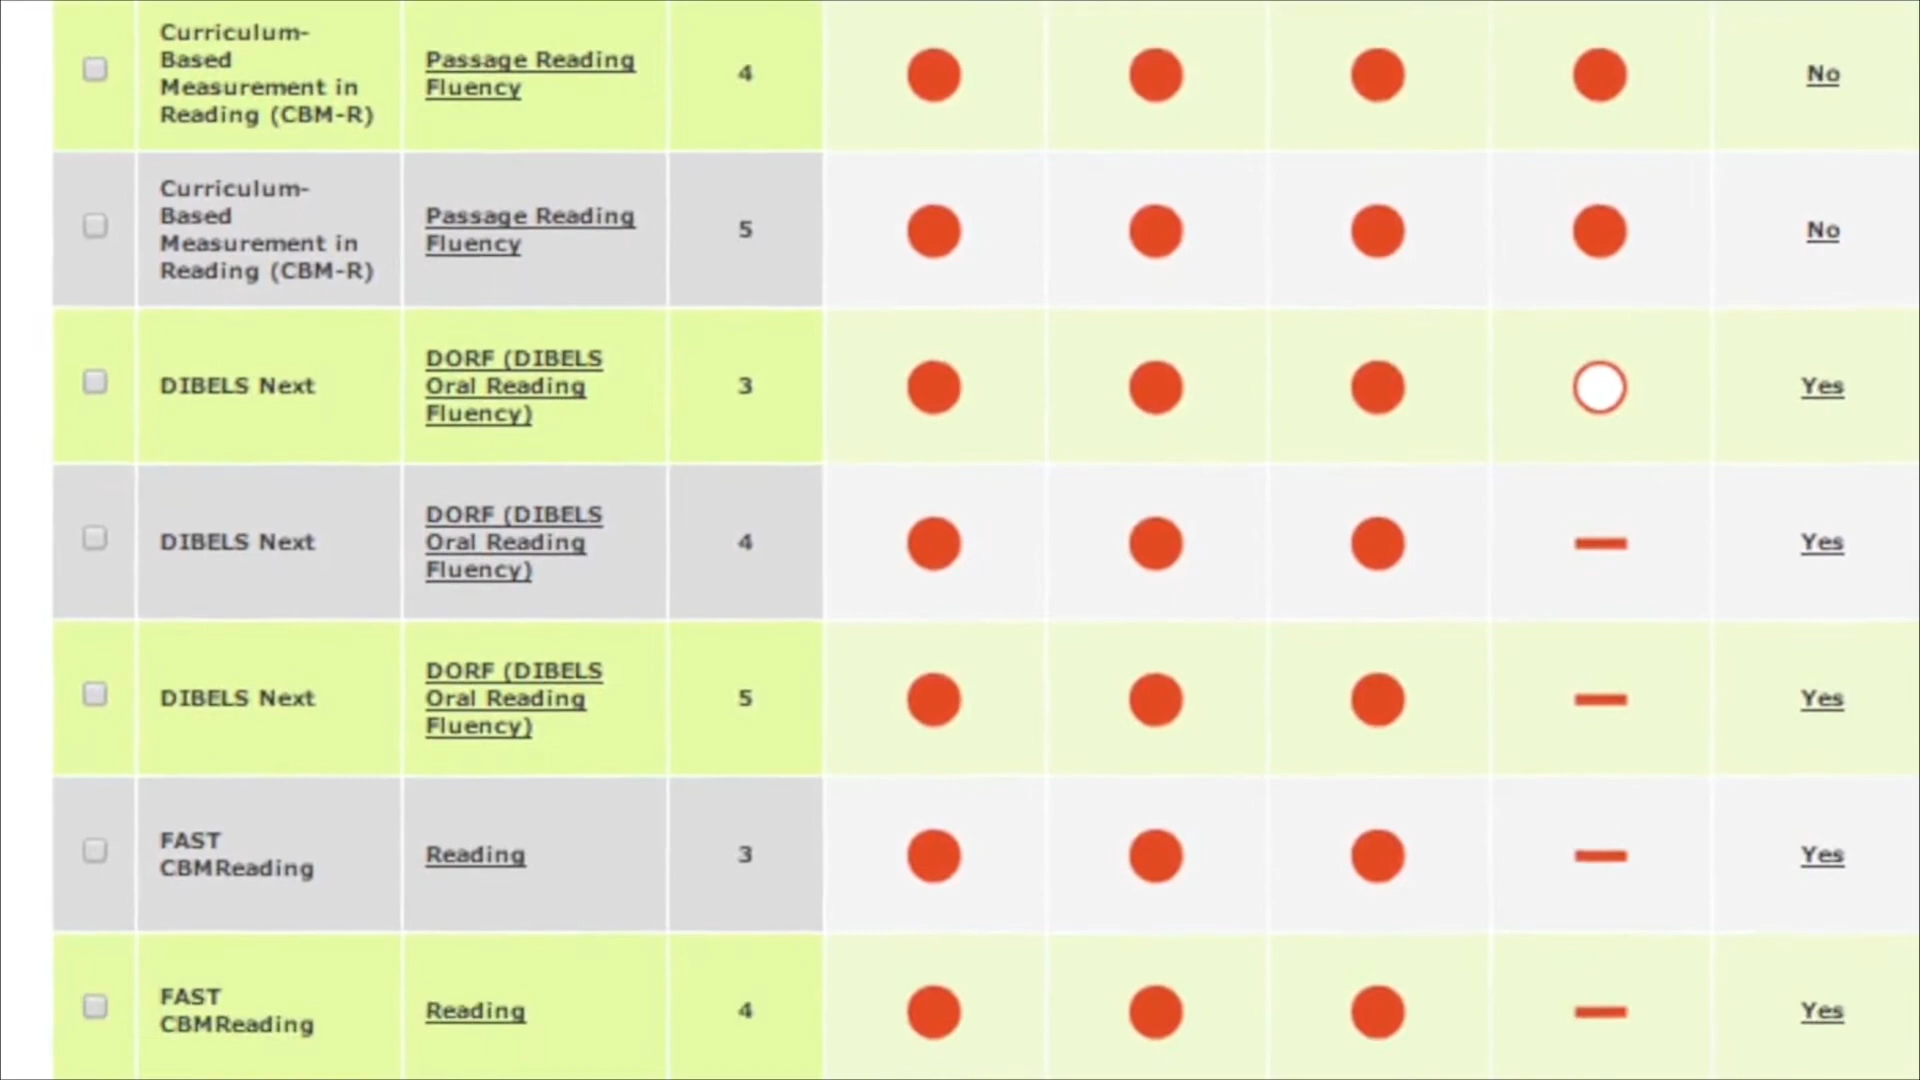 Curriculum-
Based
Measurement in
Reading (CBM-R)
Passage Reading
Fluency
4
No
Curriculum-
Based
Measurement in
Reading (CBM-R)
Passage Reading
Fluency
5
No
DIBELS Next
DORF (DIBELS
Oral Reading
Fluency)
3
Yes
DIBELS Next
DORF (DIBELS
Oral Reading
Fluency)
4
Yes
DIBELS Next
DORF (DIBELS
Oral Reading
Fluency)
5
Yes
FAST
CBMReading
Reading
3
Yes
FAST
CBMReading
Reading
4
Yes